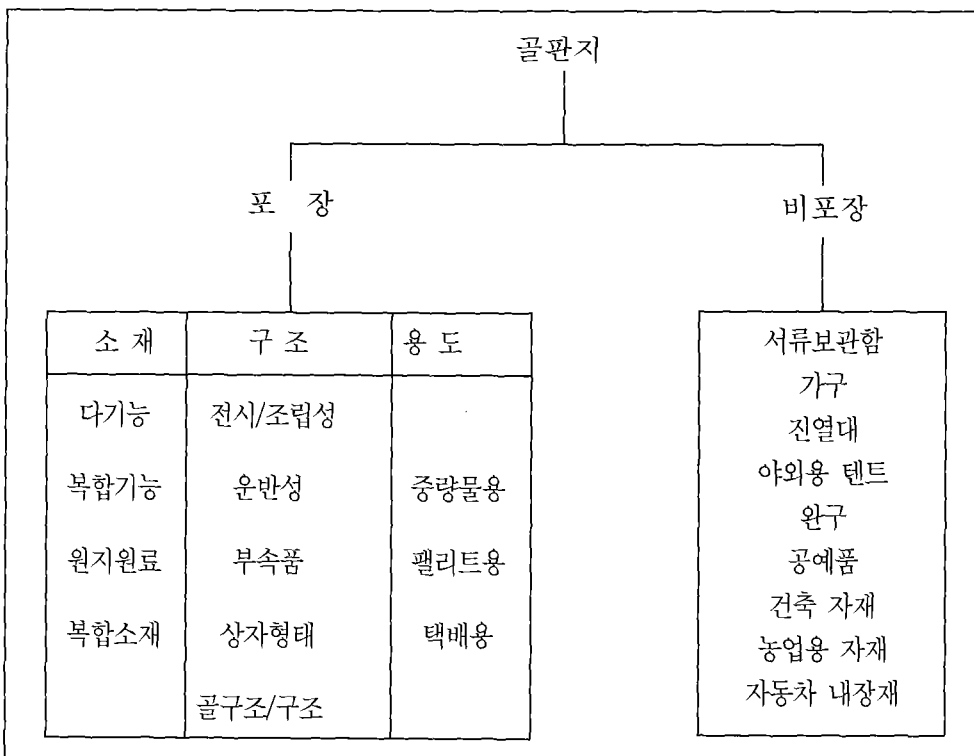 골판지
포 장
비포장
소 재 구 조 용 도
다기능 전시/조립성
복합기능 운반성 중량물용
원지원료 부속품 팰리트용
복합소재 상자형태 택배용
골구조/구조
서류보관함
가구
진열대
야외용 텐트
완구
공예품
건축 자재
농업용 자재
자동차 내장재